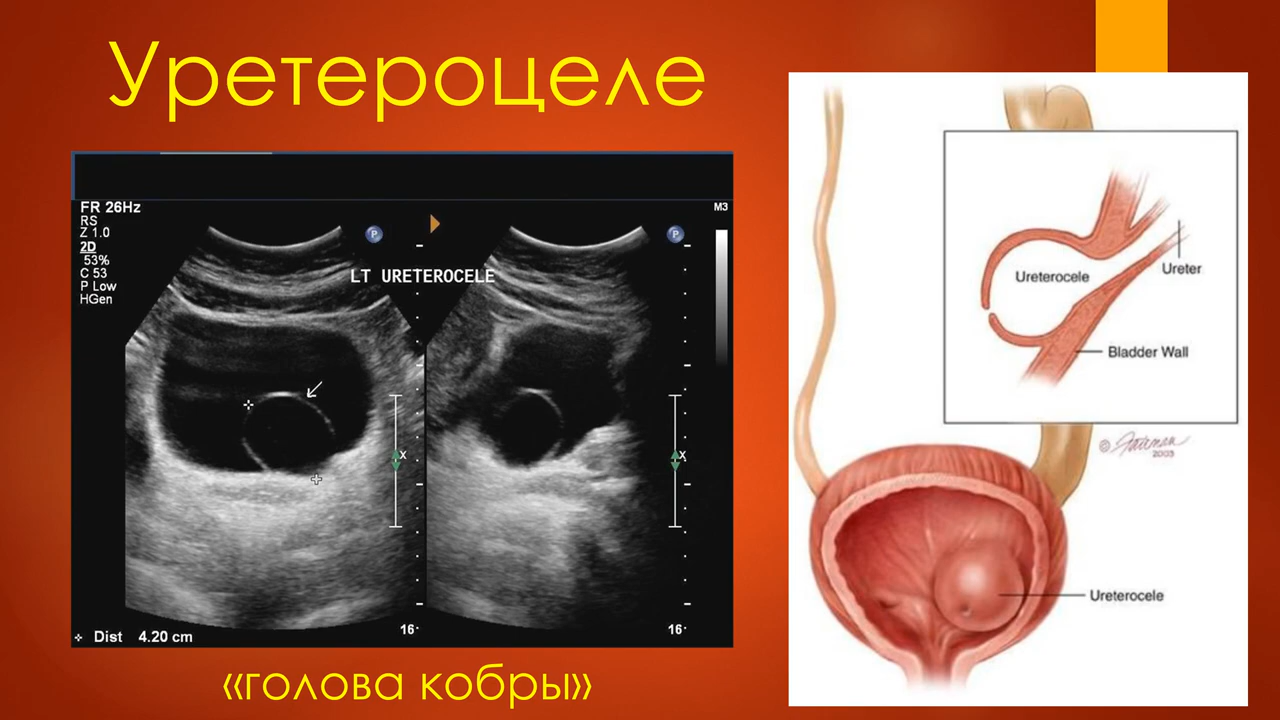 Уретероцеле
FR 26Hz
RS
Z 1.0
2D
53%
C 53
P Low
HGen
P
P
M3
LT URETEROCELE
x
x
16
16
Dist 4.20 cm
«голова кобры»
Ureterocele
Ureter
Bladder Wall
©
2003
Ureterocele